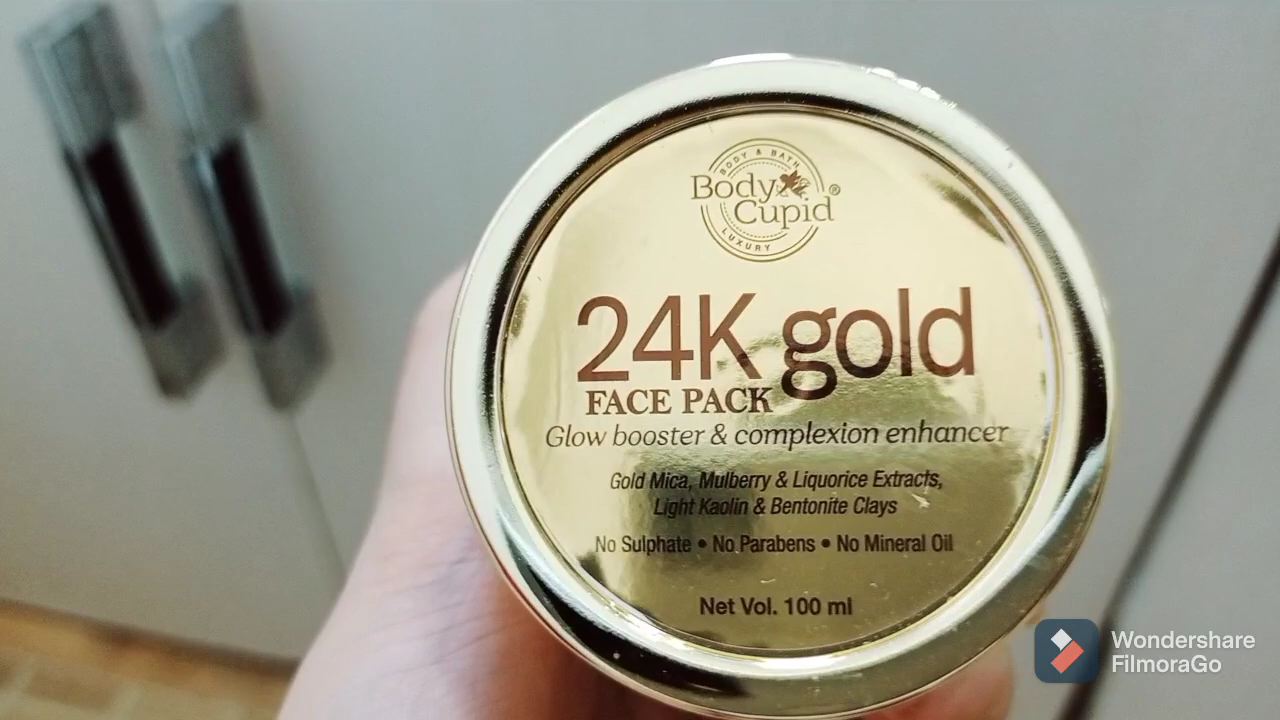 BODY & BATH
Body
Cupid®
LUXURY
24K gold
FACE PACK
Glow booster & complexion enhancer
Gold Mica, Mulberry & Liquorice Extracts,
Light Kaolin & Bentonite Clays
No Sulphate • No Parabens • No Mineral Oil
Net Vol. 100 ml
Wondershare
FilmoraGo